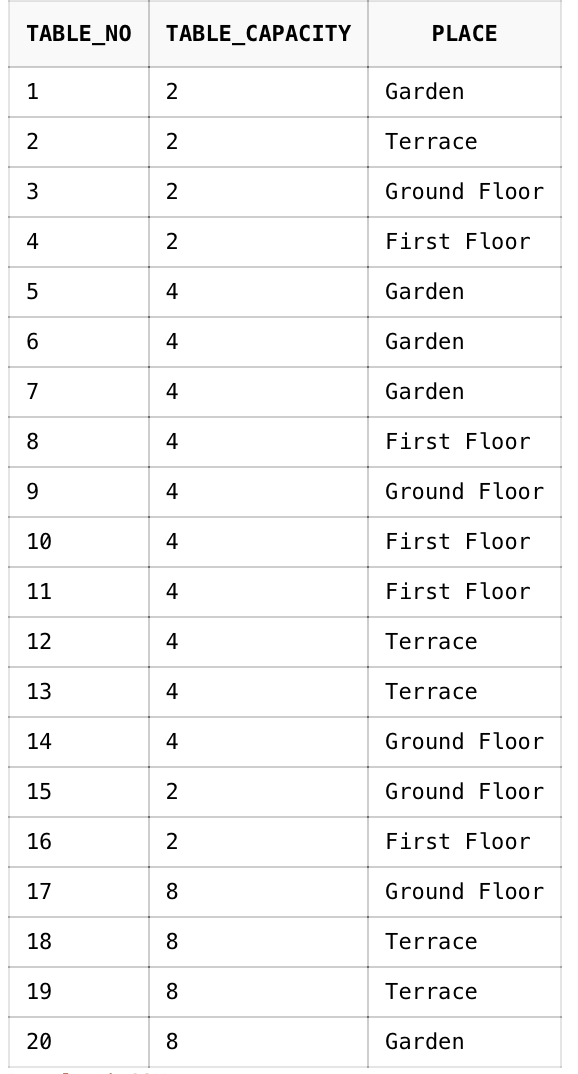 TABLE_NO TABLE_CAPACITY PLACE
1 2 Garden
2 2 Terrace
3 2 Ground Floor
4 2 First Floor
5 4 Garden
6 4 Garden
7 4 Garden
8 4 First Floor
9 4 Ground Floor
10 4 First Floor
11 4 First Floor
12 4 Terrace
13 4 Terrace
14 4 Ground Floor
15 2 Ground Floor
16 2 First Floor
17 8 Ground Floor
18 8 Terrace
19 8 Terrace
20 8 Garden